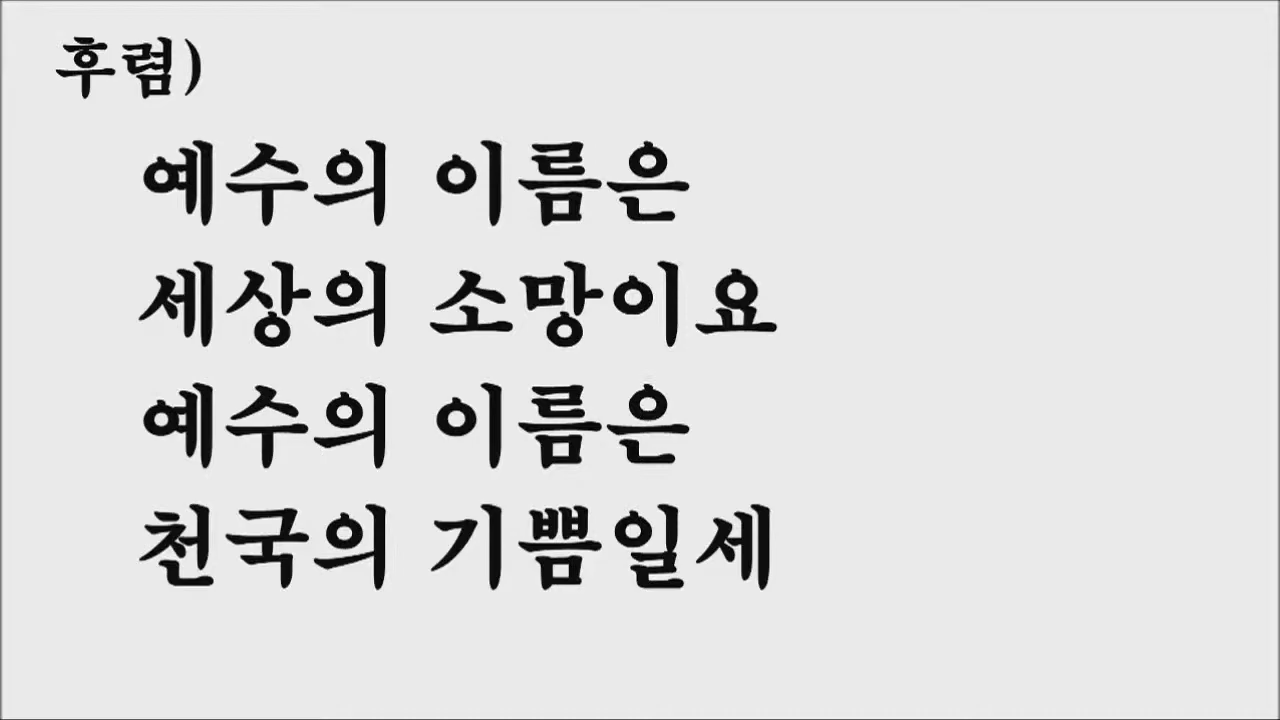 후렴)
예수의 이름은
세상의 소망이요
예수의 이름은
천국의 기쁨일세